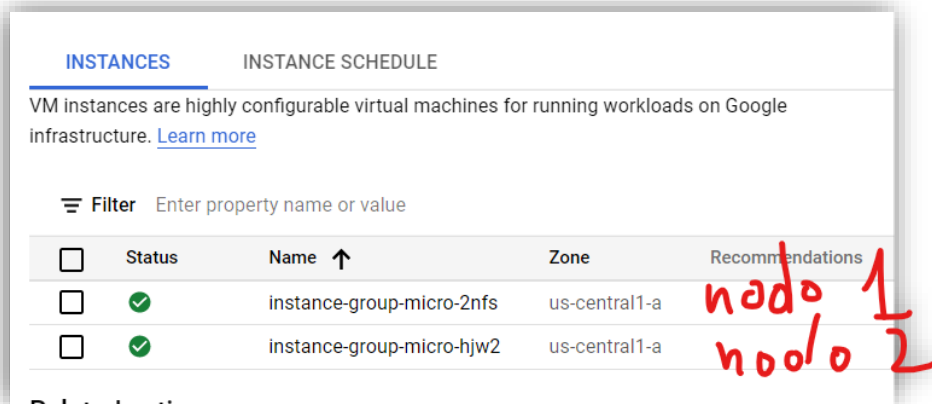 INSTANCES INSTANCE SCHEDULE
VM instances are highly configurable virtual machines for running workloads on Google
infrastructure. Learn more
Filter Enter property name or value
Status Name ↑ Zone Recommendations
instance-group-micro-2nfs us-central1-a nodo 1
instance-group-micro-hjw2 us-central1-a nodo 2